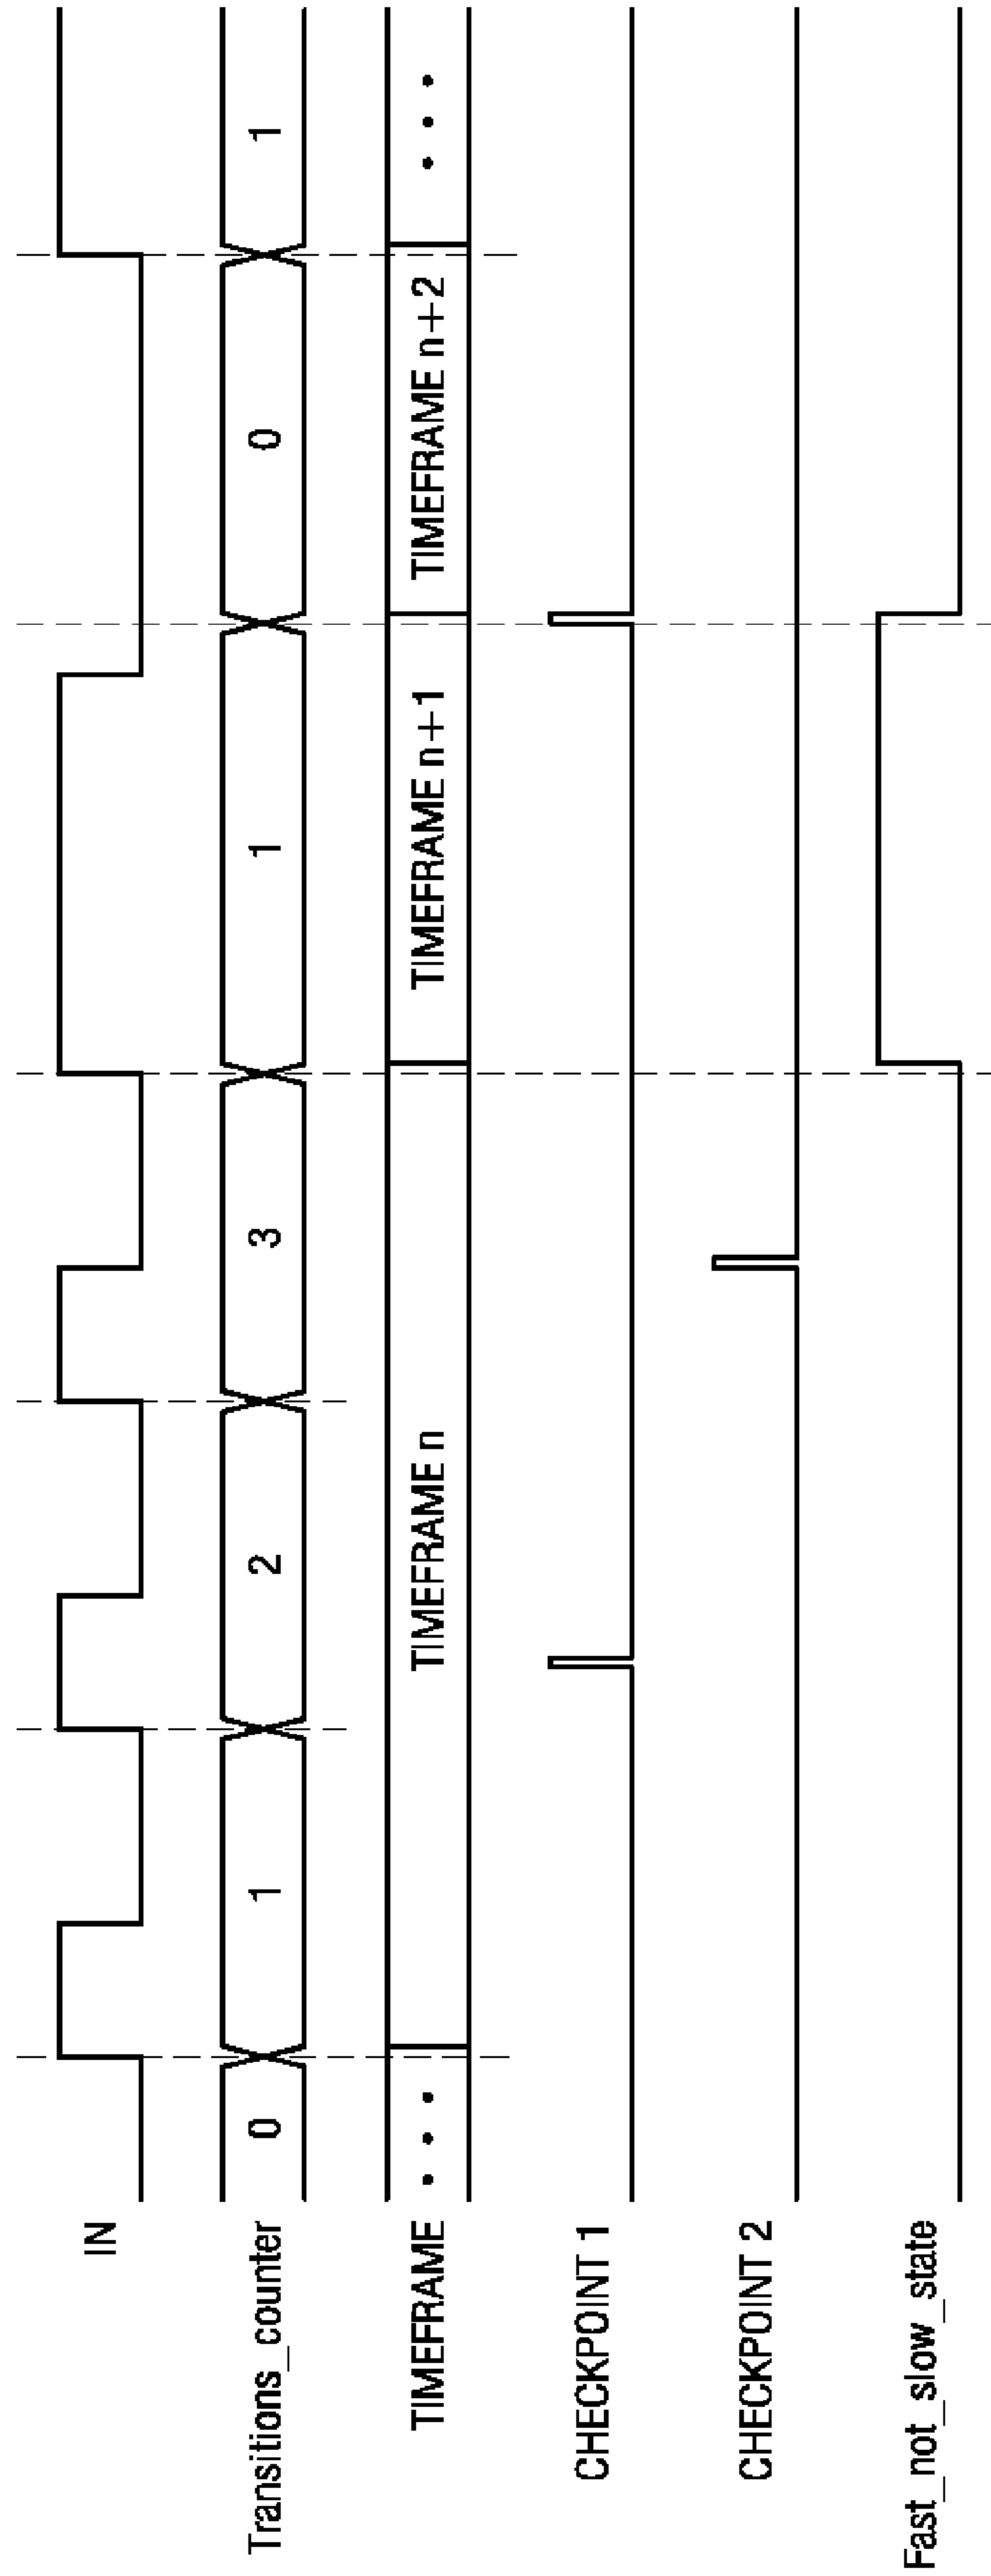 IN
Transitions_counter
0
1
2
3
1
0
1
TIMEFRAME
• • •
TIMEFRAME n
TIMEFRAME n+1
TIMEFRAME n+2
• • •
CHECKPOINT 1
CHECKPOINT 2
Fast_not_slow_state